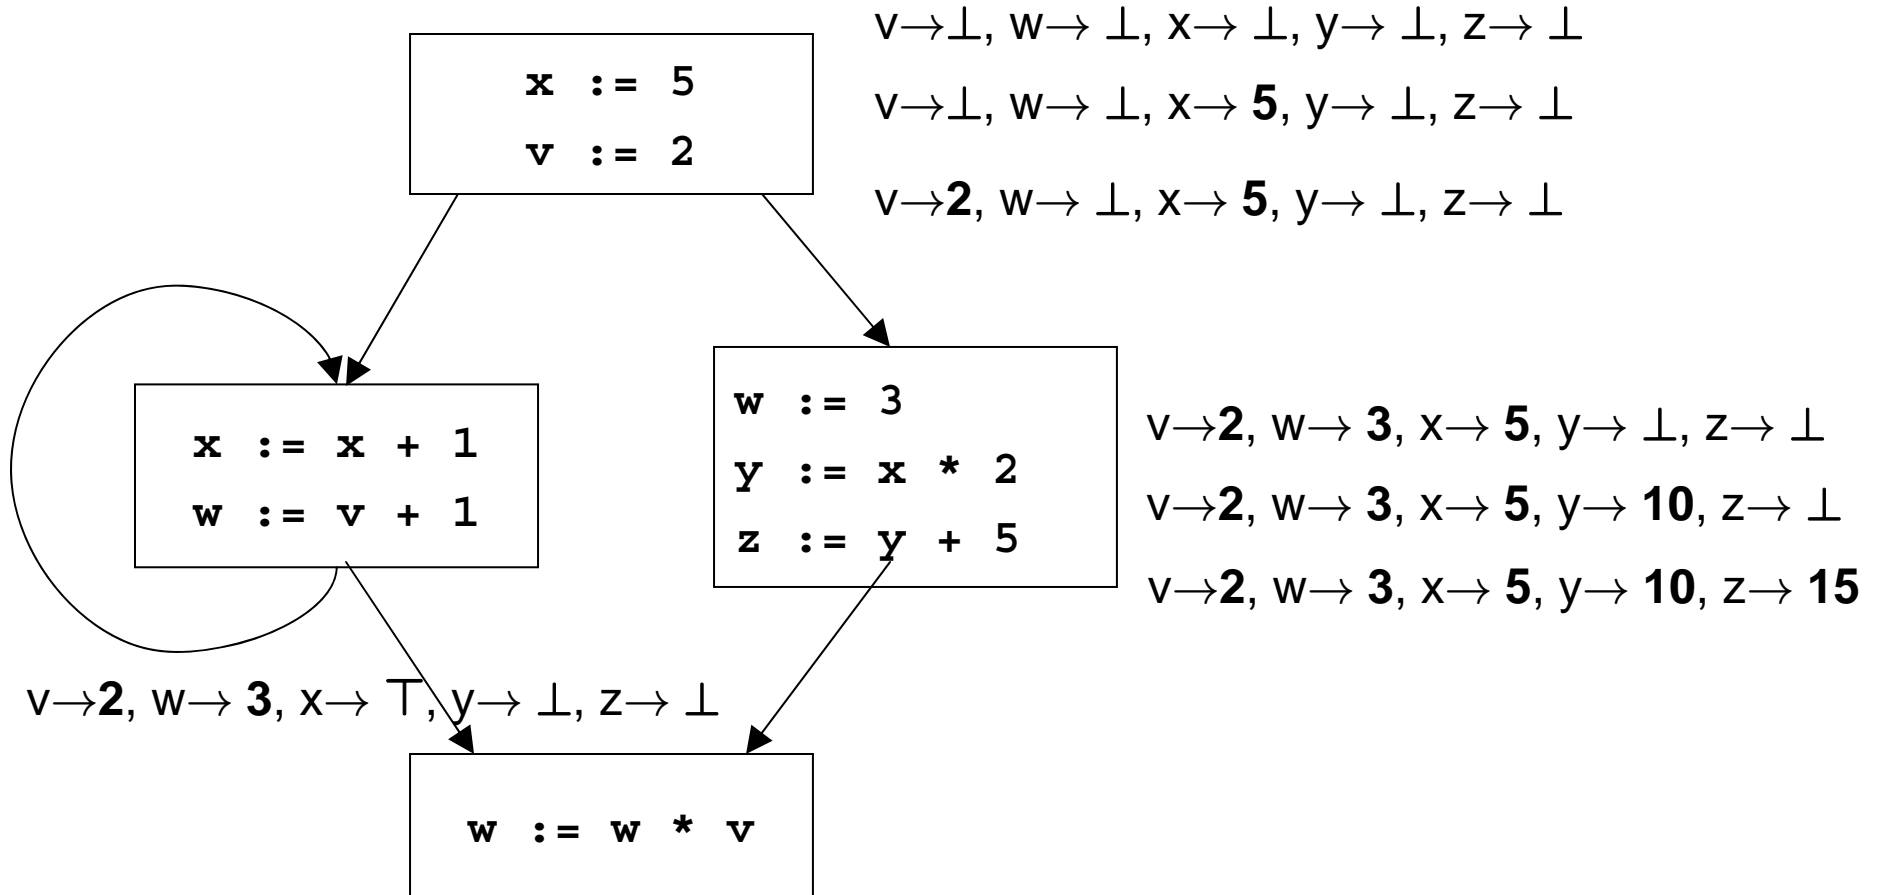 v→⊥, w→ ⊥, x→ ⊥, y→ ⊥, z→ ⊥
x := 5
v→⊥, w→ ⊥, x→ 5, y→ ⊥, z→ ⊥
v := 2
v→2, w→ ⊥, x→ 5, y→ ⊥, z→ ⊥
x := x + 1
w := v + 1
w := 3
y := x * 2
z := y + 5
v→2, w→ 3, x→ 5, y→ ⊥, z→ ⊥
v→2, w→ 3, x→ 5, y→ 10, z→ ⊥
v→2, w→ 3, x→ 5, y→ 10, z→ 15
v→2, w→ 3, x→ ⊤, y→ ⊥, z→ ⊥
w := w * v